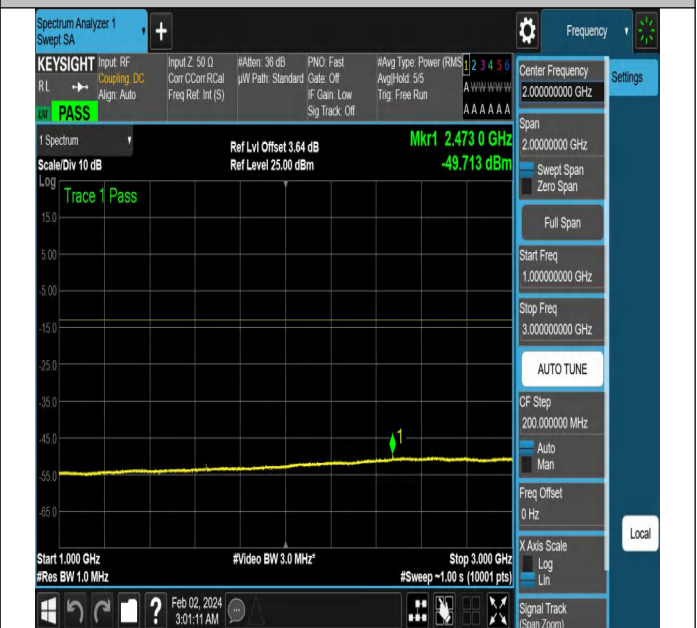 Spectrum Analyzer 1
Swept SA
+
Frequency
KEYSIGHT
RL
PASS
Input: RF
Coupling: DC
Align: Auto
Input Z: 50 Ω
Corr CCorr RCal
Freq Ref: Int (S)
#Atten: 36 dB
µW Path: Standard
PNO: Fast
Gate: Off
IF Gain: Low
Sig Track: Off
#Avg Type: Power (RMS
Avg|Hold: 5/5
Trig: Free Run
1 2 3 4 5 6
A W W W W W
A A A A A A
1 Spectrum
Scale/Div 10 dB
Ref Lvl Offset 3.64 dB
Ref Level 25.00 dBm
Mkr1 2.473 0 GHz
-49.713 dBm
Log
Trace 1 Pass
15.0
5.00
-5.00
-15.0
-25.0
-35.0
-45.0
-55.0
-65.0
1
Start 1.000 GHz
#Res BW 1.0 MHz
#Video BW 3.0 MHz*
Stop 3.000 GHz
#Sweep ~1.00 s (10001 pts)
Center Frequency
2.000000000 GHz
Settings
Span
2.00000000 GHz
Swept Span
Zero Span
Full Span
Start Freq
1.000000000 GHz
Stop Freq
3.000000000 GHz
AUTO TUNE
CF Step
200.000000 MHz
Auto
Man
Freq Offset
0 Hz
X Axis Scale
Log
Lin
Local
Signal Track
(Span Zoom)
?
Feb 02, 2024
3:01:11 AM